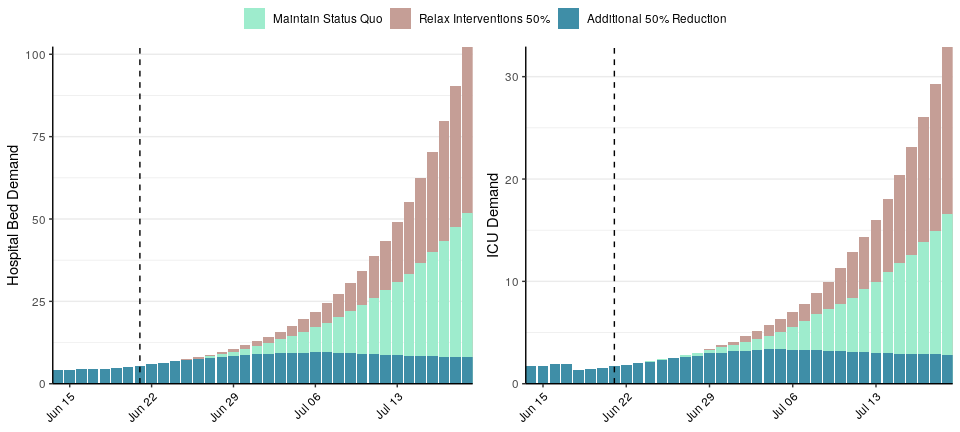 Maintain Status Quo Relax Interventions 50% Additional 50% Reduction
Hospital Bed Demand
100
75
50
25
0
Jun 15 Jun 22 Jun 29 Jul 06 Jul 13
ICU Demand
30
20
10
0
Jun 15 Jun 22 Jun 29 Jul 06 Jul 13